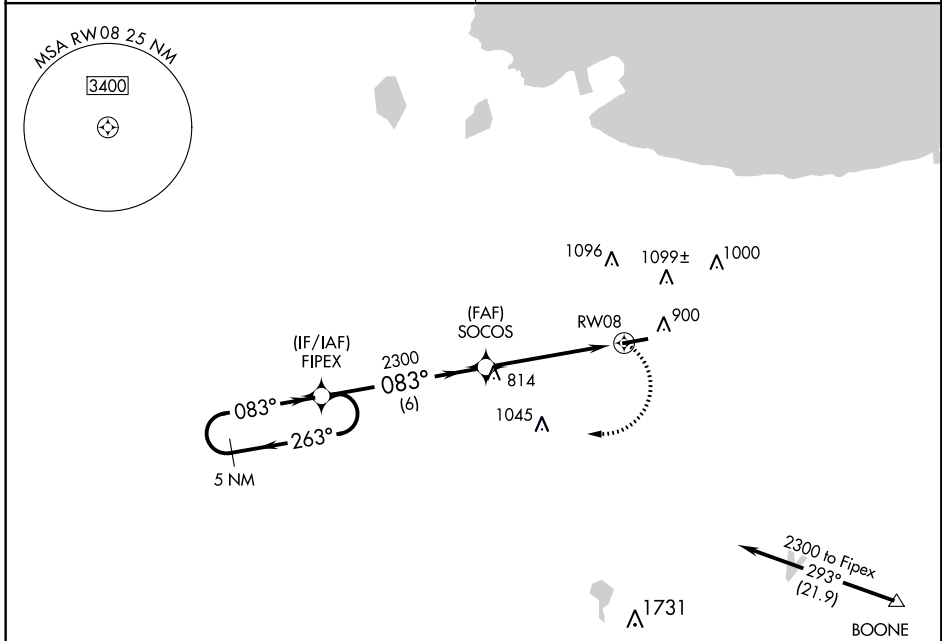 MSA RW08 25 NM
3400
1096
1099±
1000
900
(FAF)
SOCOS
RW08
(IF/IAF)
FIPEX
2300
083°
(6)
814
083°
263°
1045
5 NM
2300 to Fipex
293°
(21.9)
BOONE
1731